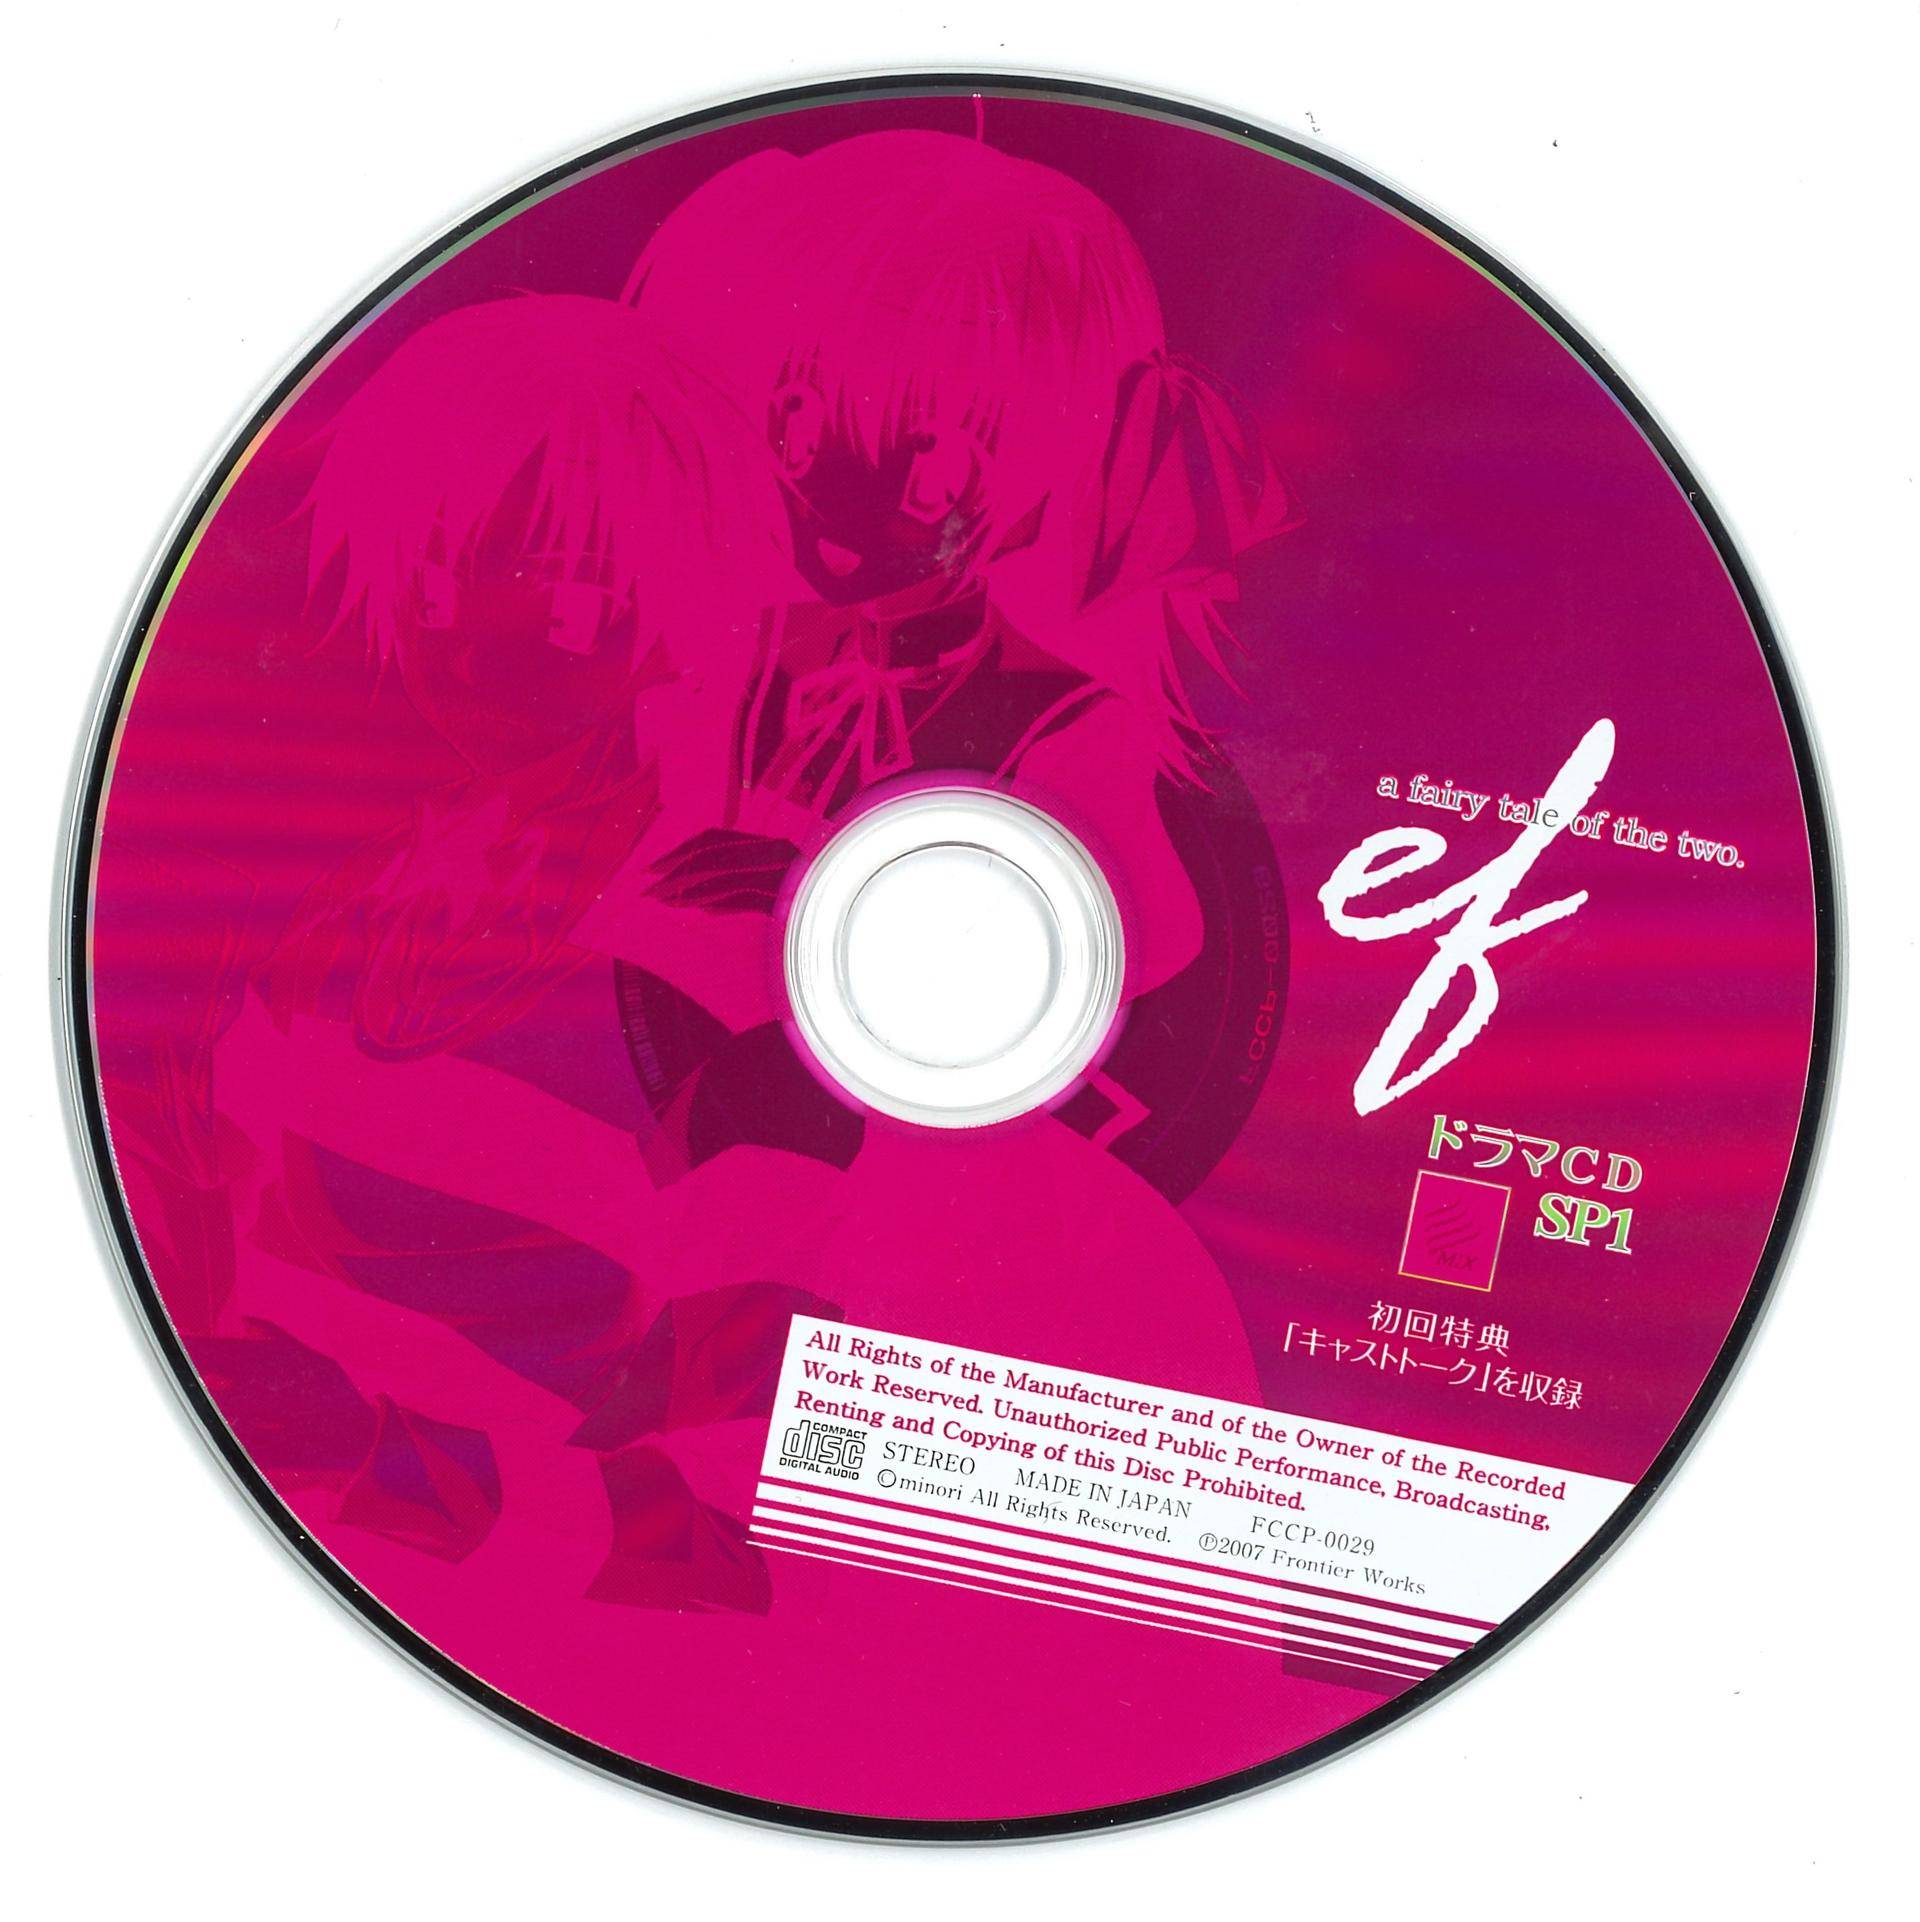 a fairy tale of the two.
ef
ドラマCD
SP1
MiX
初回特典
「キャストトーク」を収録
All Rights of the Manufacturer and of the Owner of the Recorded
Work Reserved. Unauthorized Public Performance, Broadcasting,
Renting and Copying of this Disc Prohibited.
COMPACT
disc
DIGITAL AUDIO
STEREO MADE IN JAPAN FCCP-0029
©minori All Rights Reserved. ℗2007 Frontier Works